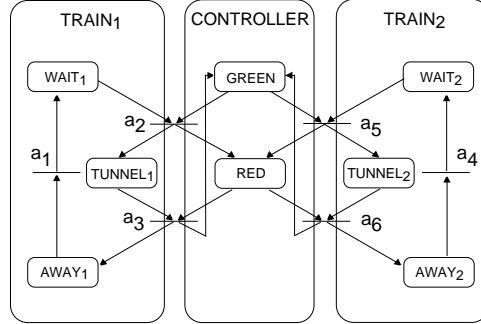 TRAIN1 CONTROLLER TRAIN2
WAIT1 GREEN WAIT2
a2 a5
a1 a4
TUNNEL1 RED TUNNEL2
a3 a6
AWAY1 AWAY2